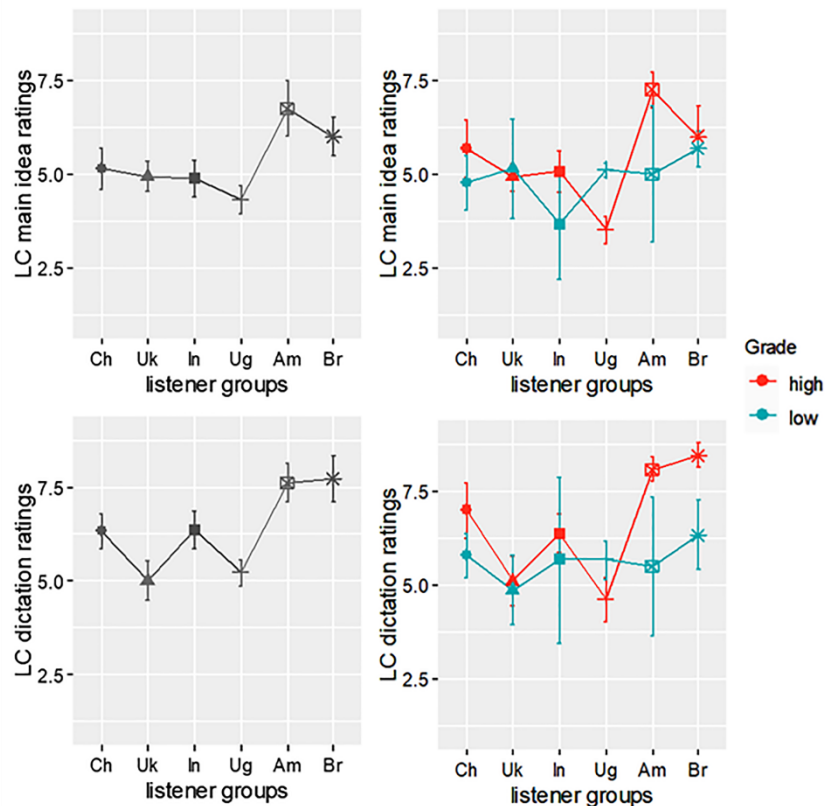 LC main idea ratings
7.5
5.0
2.5
Ch Uk In Ug Am Br
listener groups
LC main idea ratings
7.5
5.0
2.5
Ch Uk In Ug Am Br
listener groups
Grade
high
low
LC dictation ratings
7.5
5.0
2.5
Ch Uk In Ug Am Br
listener groups
LC dictation ratings
7.5
5.0
2.5
Ch Uk In Ug Am Br
listener groups